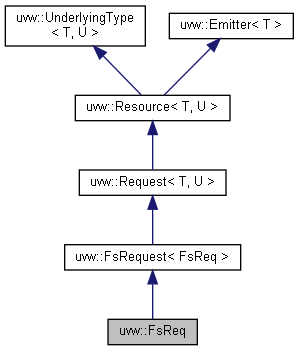 uvw::UnderlyingType
< T, U >
uvw::Emitter< T >
uvw::Resource< T, U >
uvw::Request< T, U >
uvw::FsRequest< FsReq >
uvw::FsReq